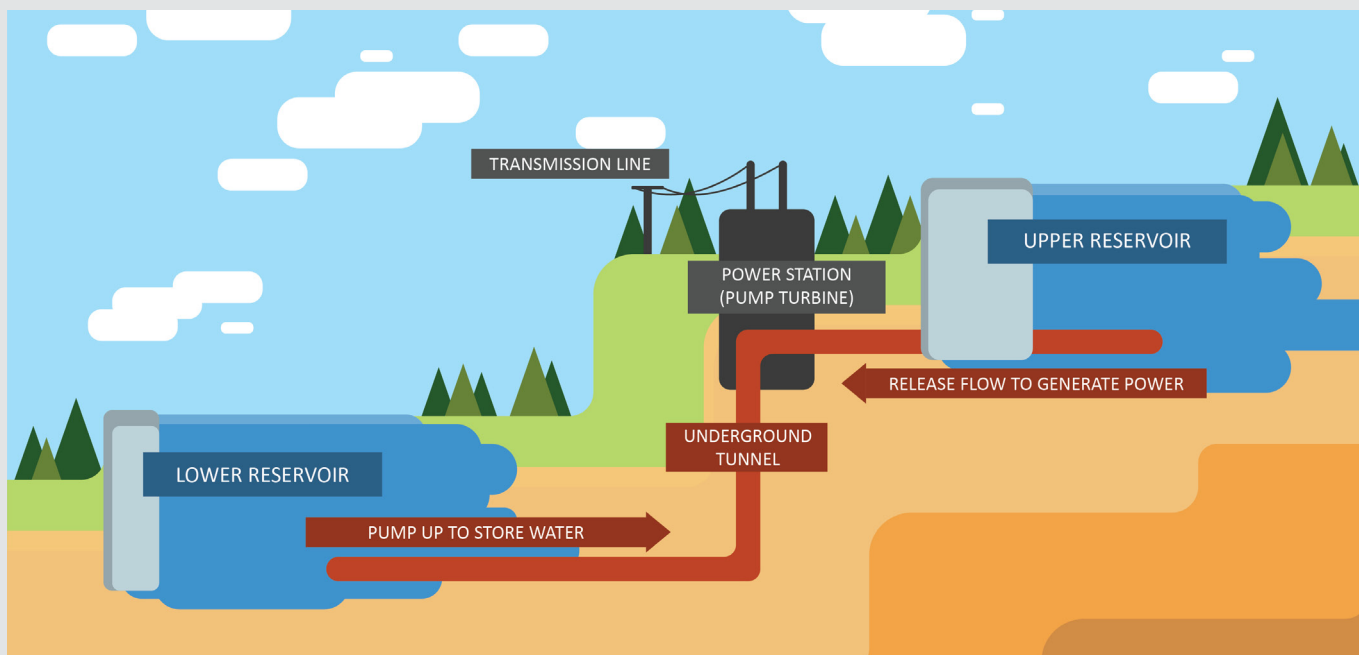 TRANSMISSION LINE
UPPER RESERVOIR
POWER STATION
(PUMP TURBINE)
RELEASE FLOW TO GENERATE POWER
UNDERGROUND
TUNNEL
LOWER RESERVOIR
PUMP UP TO STORE WATER